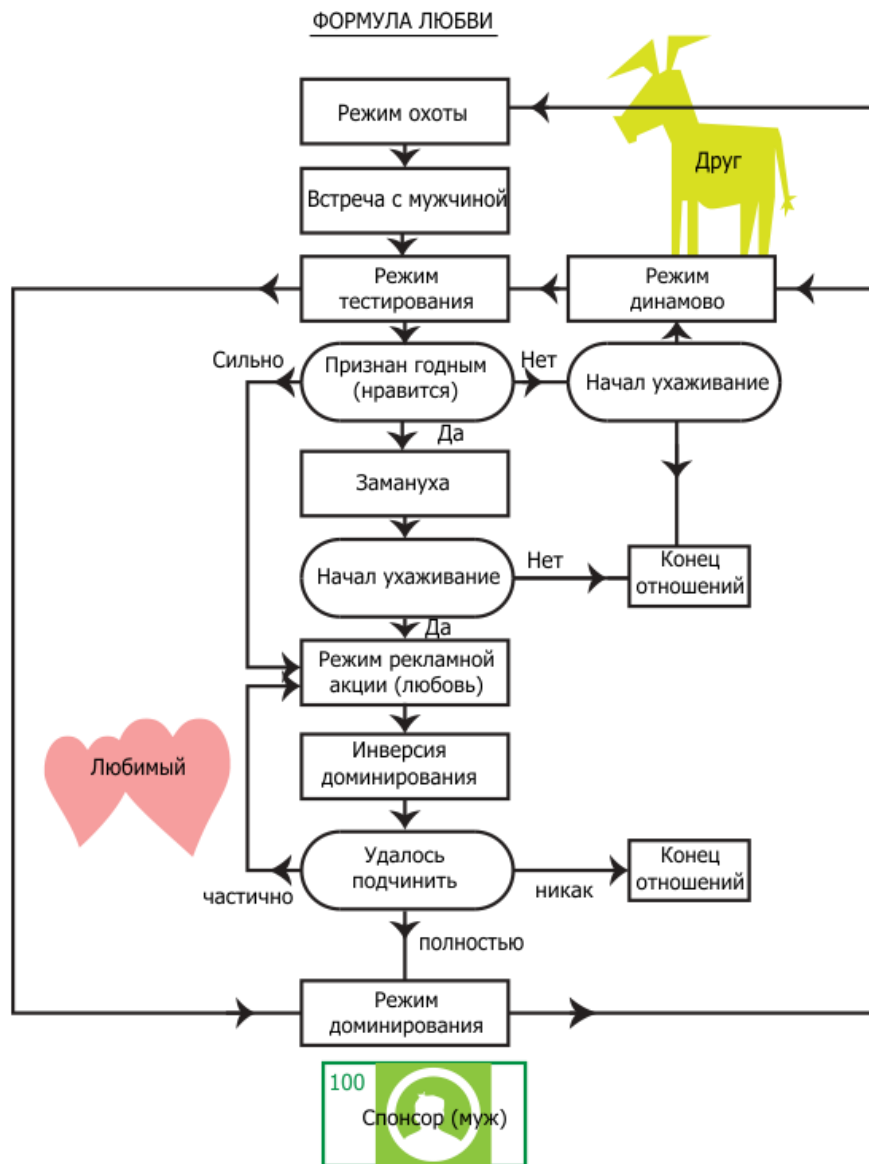 ФОРМУЛА ЛЮБВИ
Режим охоты
Друг
Встреча с мужчиной
Режим
тестирования
Режим
динамово
Сильно
Признан годным
(нравится)
Нет
Начал ухаживание
Да
Замануха
Начал ухаживание
Нет
Конец
отношений
Да
Режим рекламной
акции (любовь)
Любимый
Инверсия
доминирования
Удалось
подчинить
Конец
отношений
частично
никак
полностью
Режим
доминирования
100
Спонсор (муж)